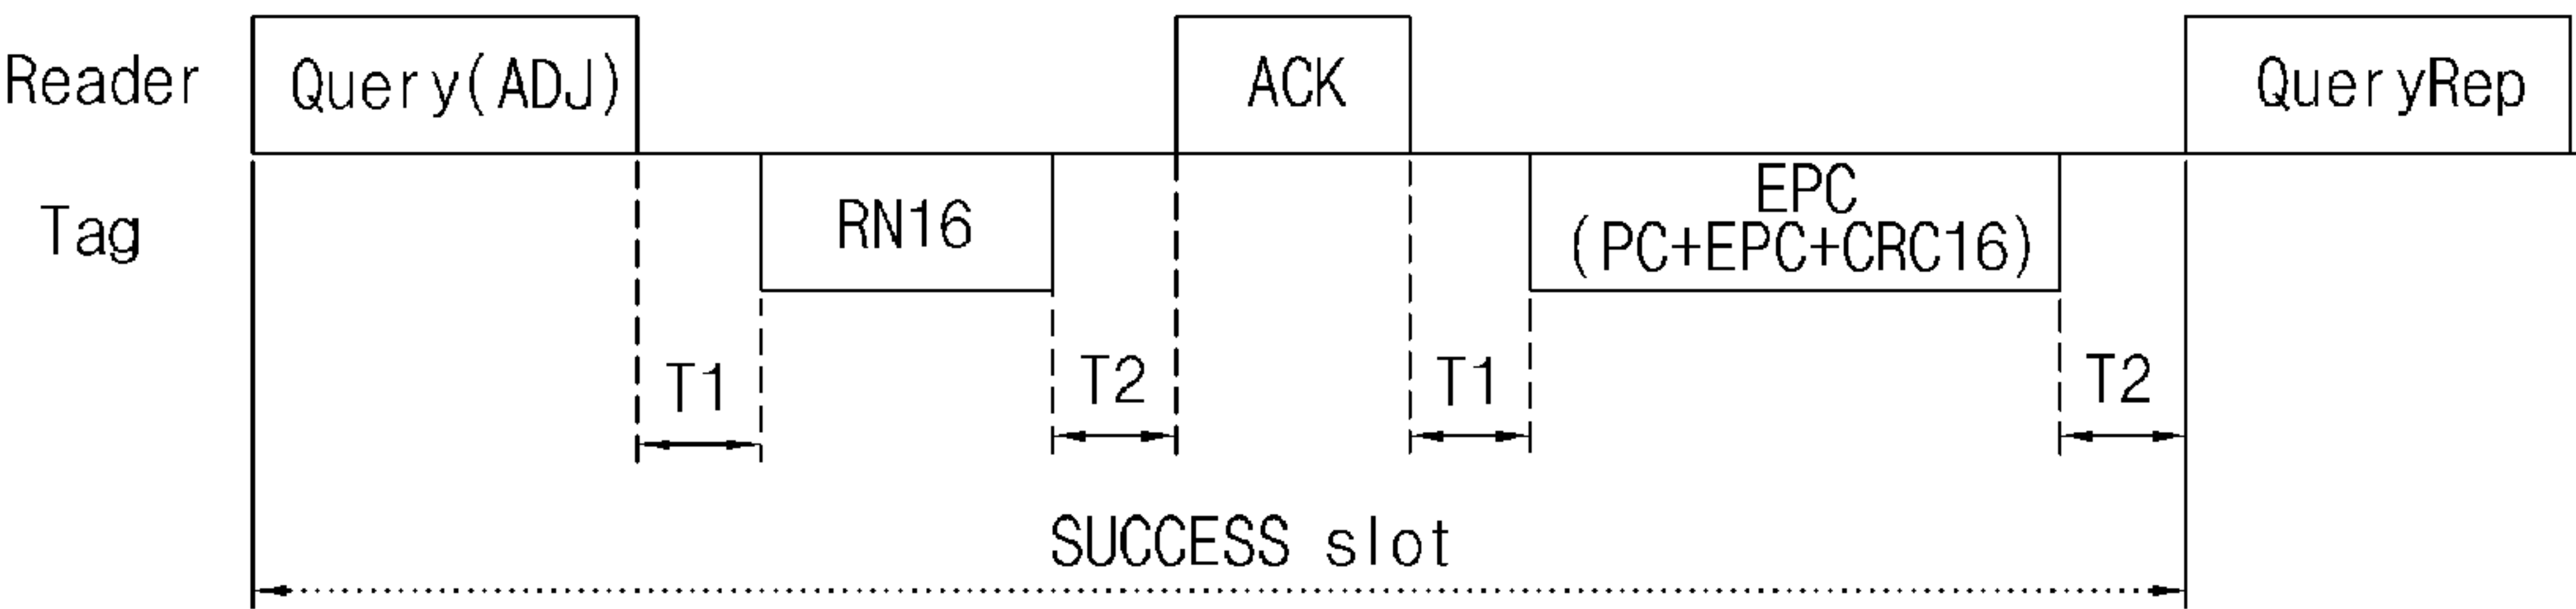 Reader Query(ADJ) ACK QueryRep
Tag RN16 EPC
(PC+EPC+CRC16)
T1 T2 T1 T2
SUCCESS slot